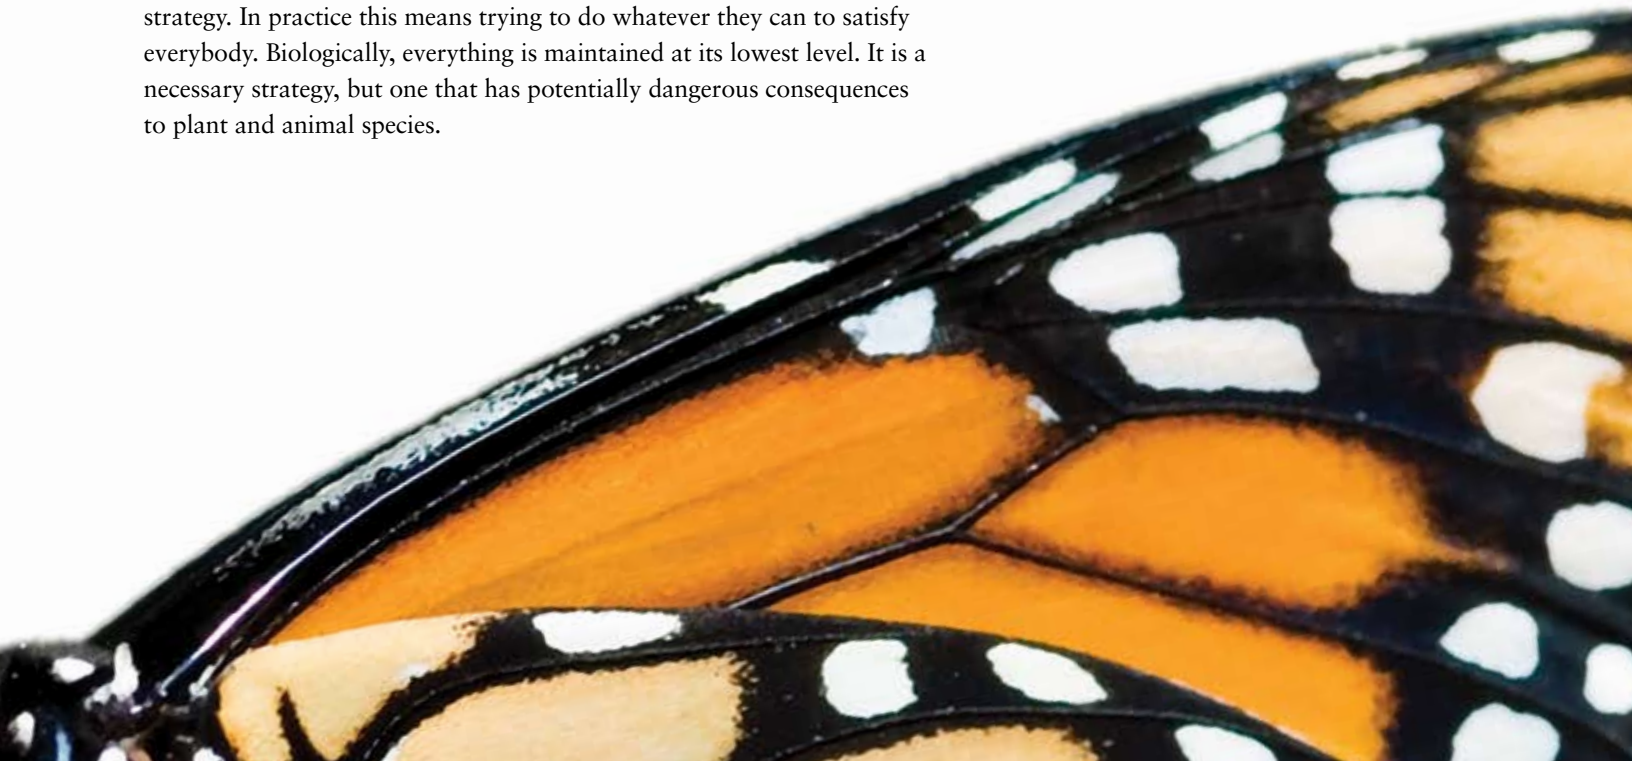 strategy. In practice this means trying to do whatever they can to satisfy
everybody. Biologically, everything is maintained at its lowest level. It is a
necessary strategy, but one that has potentially dangerous consequences
to plant and animal species.